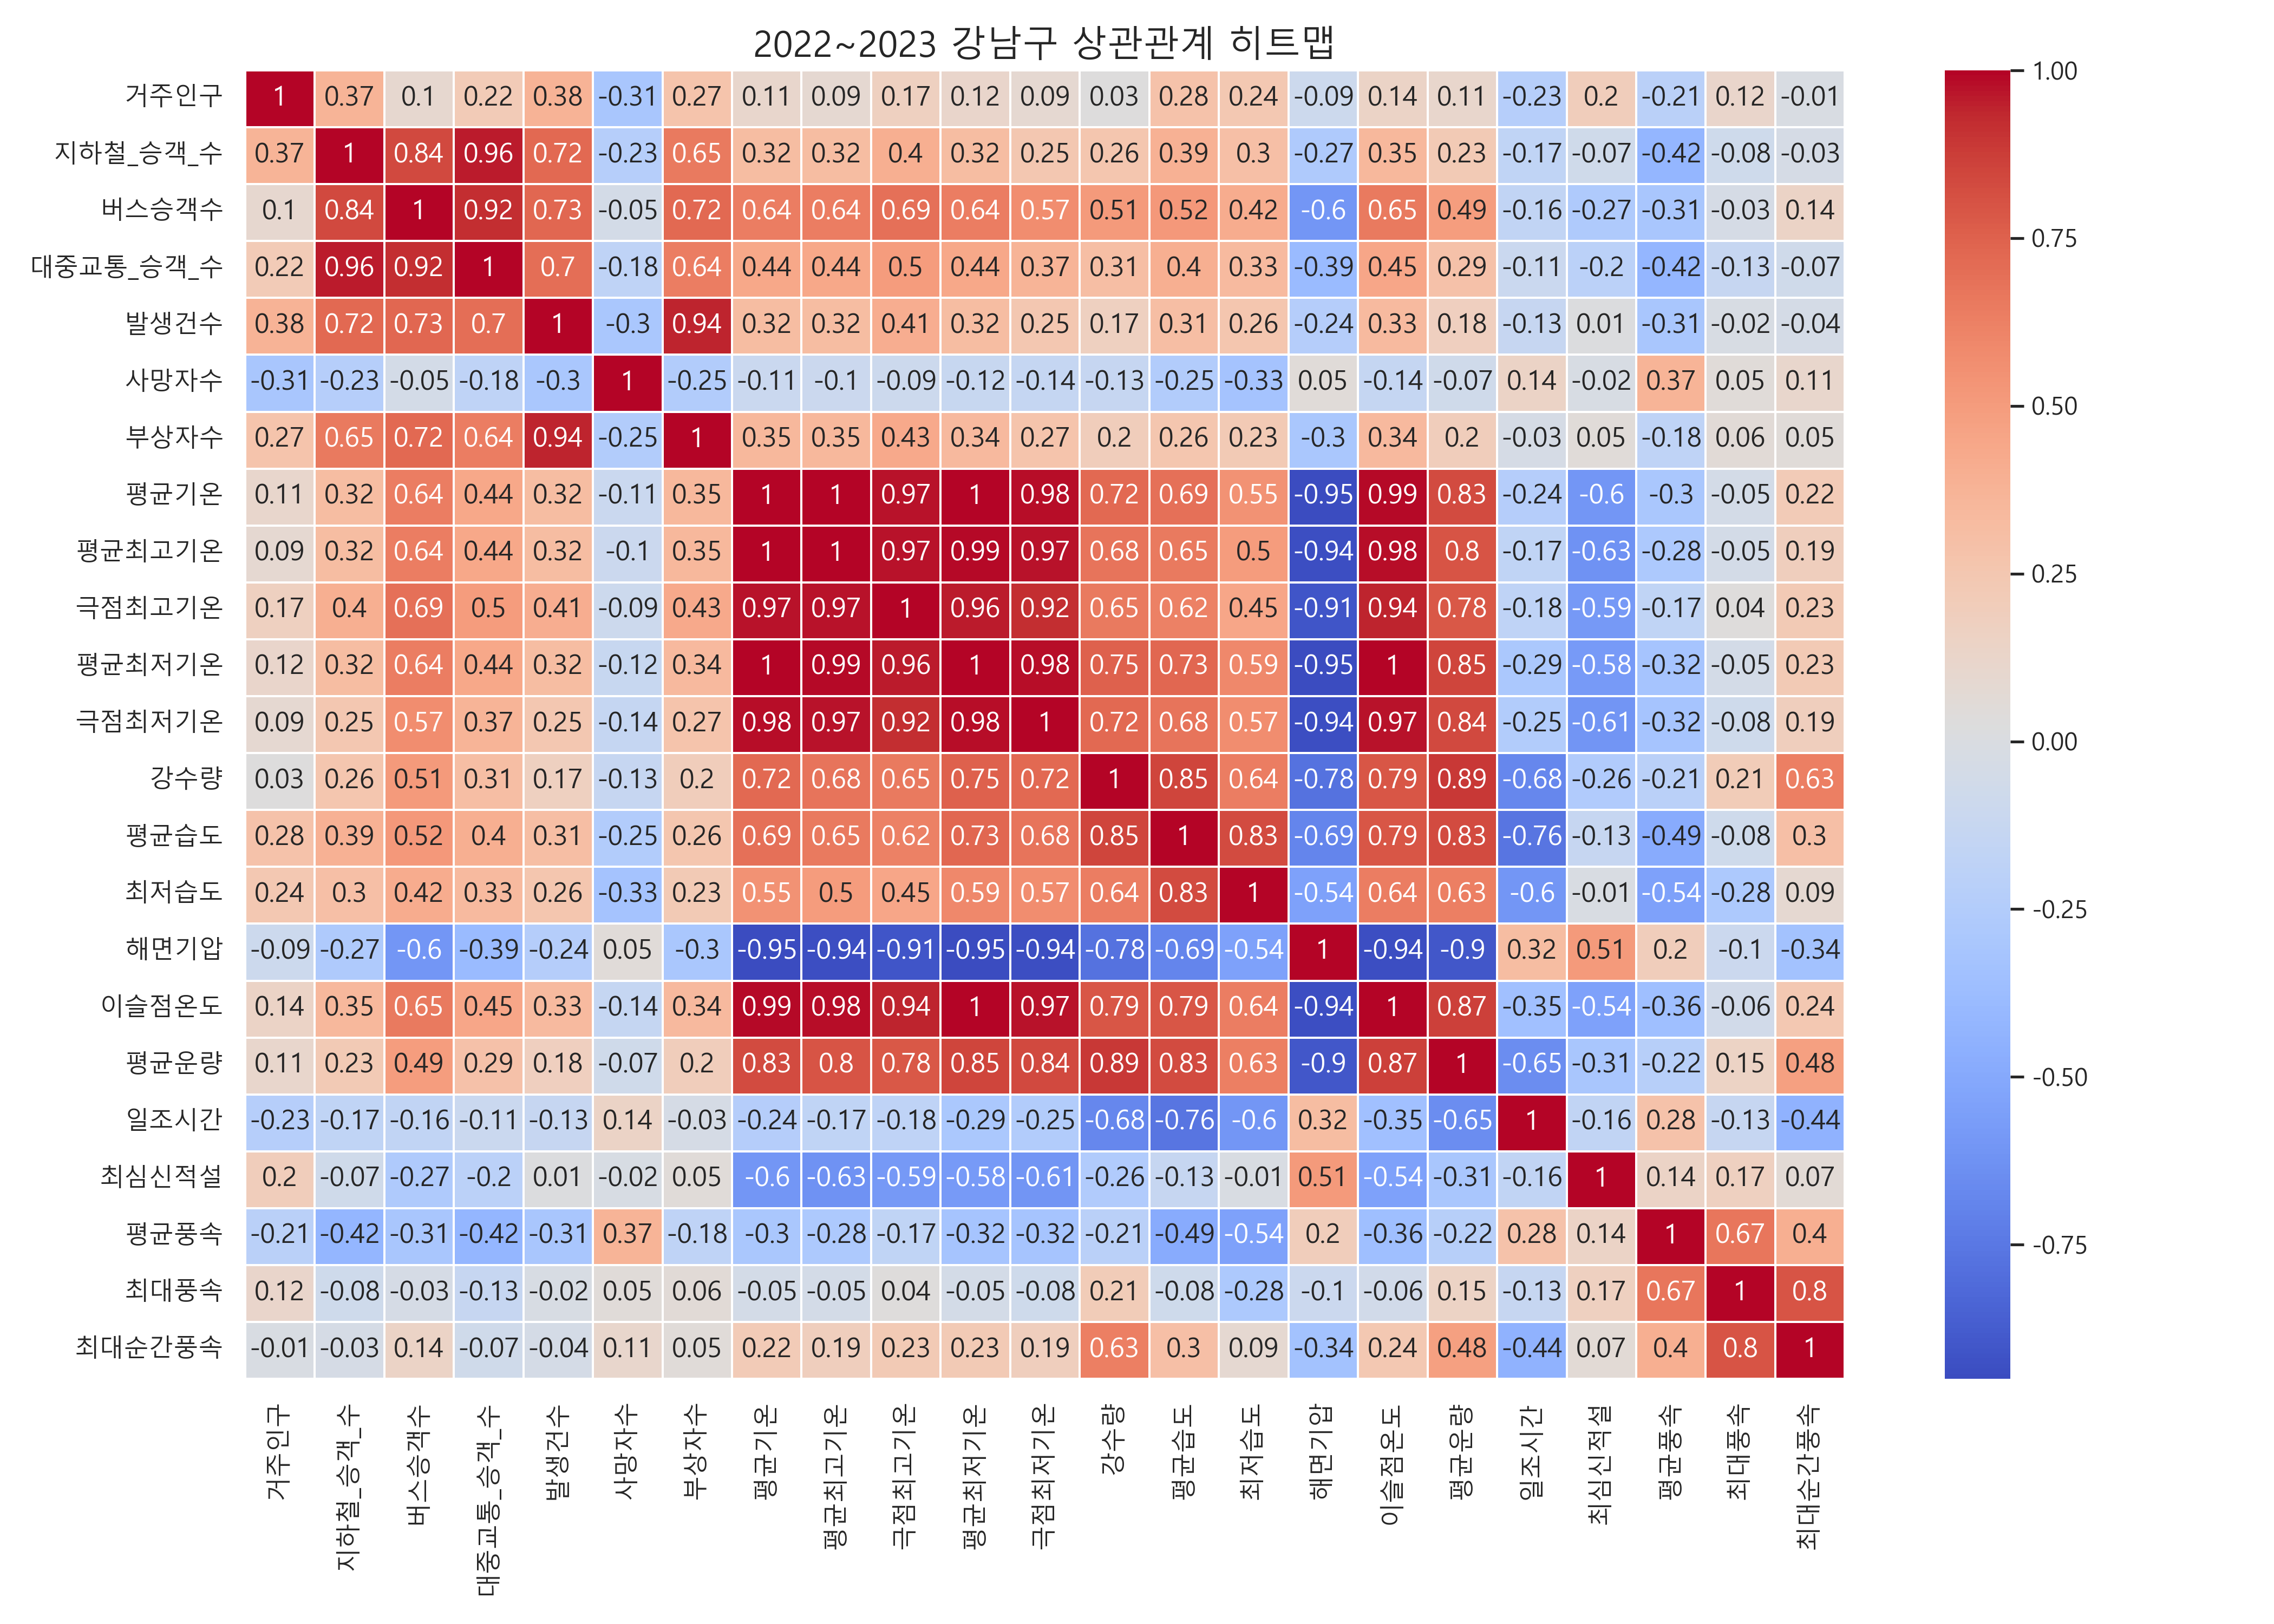 2022~2023 강남구 상관관계 히트맵
거주인구 1 0.37 0.1 0.22 0.38 -0.31 0.27 0.11 0.09 0.17 0.12 0.09 0.03 0.28 0.24 -0.09 0.14 0.11 -0.23 0.2 -0.21 0.12 -0.01
지하철_승객_수 0.37 1 0.84 0.96 0.72 -0.23 0.65 0.32 0.32 0.4 0.32 0.25 0.26 0.39 0.3 -0.27 0.35 0.23 -0.17 -0.07 -0.42 -0.08 -0.03
버스승객수 0.1 0.84 1 0.92 0.73 -0.05 0.72 0.64 0.64 0.69 0.64 0.57 0.51 0.52 0.42 -0.6 0.65 0.49 -0.16 -0.27 -0.31 -0.03 0.14
대중교통_승객_수 0.22 0.96 0.92 1 0.7 -0.18 0.64 0.44 0.44 0.5 0.44 0.37 0.31 0.4 0.33 -0.39 0.45 0.29 -0.11 -0.2 -0.42 -0.13 -0.07
발생건수 0.38 0.72 0.73 0.7 1 -0.3 0.94 0.32 0.32 0.41 0.32 0.25 0.17 0.31 0.26 -0.24 0.33 0.18 -0.13 0.01 -0.31 -0.02 -0.04
사망자수 -0.31 -0.23 -0.05 -0.18 -0.3 1 -0.25 -0.11 -0.1 -0.09 -0.12 -0.14 -0.13 -0.25 -0.33 0.05 -0.14 -0.07 0.14 -0.02 0.37 0.05 0.11
부상자수 0.27 0.65 0.72 0.64 0.94 -0.25 1 0.35 0.35 0.43 0.34 0.27 0.2 0.26 0.23 -0.3 0.34 0.2 -0.03 0.05 -0.18 0.06 0.05
평균기온 0.11 0.32 0.64 0.44 0.32 -0.11 0.35 1 1 0.97 1 0.98 0.72 0.69 0.55 -0.95 0.99 0.83 -0.24 -0.6 -0.3 -0.05 0.22
평균최고기온 0.09 0.32 0.64 0.44 0.32 -0.1 0.35 1 1 0.97 0.99 0.97 0.68 0.65 0.5 -0.94 0.98 0.8 -0.17 -0.63 -0.28 -0.05 0.19
극점최고기온 0.17 0.4 0.69 0.5 0.41 -0.09 0.43 0.97 0.97 1 0.96 0.92 0.65 0.62 0.45 -0.91 0.94 0.78 -0.18 -0.59 -0.17 0.04 0.23
평균최저기온 0.12 0.32 0.64 0.44 0.32 -0.12 0.34 1 0.99 0.96 1 0.98 0.75 0.73 0.59 -0.95 1 0.85 -0.29 -0.58 -0.32 -0.05 0.23
극점최저기온 0.09 0.25 0.57 0.37 0.25 -0.14 0.27 0.98 0.97 0.92 0.98 1 0.72 0.68 0.57 -0.94 0.97 0.84 -0.25 -0.61 -0.32 -0.08 0.19
강수량 0.03 0.26 0.51 0.31 0.17 -0.13 0.2 0.72 0.68 0.65 0.75 0.72 1 0.85 0.64 -0.78 0.79 0.89 -0.68 -0.26 -0.21 0.21 0.63
평균습도 0.28 0.39 0.52 0.4 0.31 -0.25 0.26 0.69 0.65 0.62 0.73 0.68 0.85 1 0.83 -0.69 0.79 0.83 -0.76 -0.13 -0.49 -0.08 0.3
최저습도 0.24 0.3 0.42 0.33 0.26 -0.33 0.23 0.55 0.5 0.45 0.59 0.57 0.64 0.83 1 -0.54 0.64 0.63 -0.6 -0.01 -0.54 -0.28 0.09
해면기압 -0.09 -0.27 -0.6 -0.39 -0.24 0.05 -0.3 -0.95 -0.94 -0.91 -0.95 -0.94 -0.78 -0.69 -0.54 1 -0.94 -0.9 0.32 0.51 0.2 -0.1 -0.34
이슬점온도 0.14 0.35 0.65 0.45 0.33 -0.14 0.34 0.99 0.98 0.94 1 0.97 0.79 0.79 0.64 -0.94 1 0.87 -0.35 -0.54 -0.36 -0.06 0.24
평균운량 0.11 0.23 0.49 0.29 0.18 -0.07 0.2 0.83 0.8 0.78 0.85 0.84 0.89 0.83 0.63 -0.9 0.87 1 -0.65 -0.31 -0.22 0.15 0.48
일조시간 -0.23 -0.17 -0.16 -0.11 -0.13 0.14 -0.03 -0.24 -0.17 -0.18 -0.29 -0.25 -0.68 -0.76 -0.6 0.32 -0.35 -0.65 1 -0.16 0.28 -0.13 -0.44
최심신적설 0.2 -0.07 -0.27 -0.2 0.01 -0.02 0.05 -0.6 -0.63 -0.59 -0.58 -0.61 -0.26 -0.13 -0.01 0.51 -0.54 -0.31 -0.16 1 0.14 0.17 0.07
평균풍속 -0.21 -0.42 -0.31 -0.42 -0.31 0.37 -0.18 -0.3 -0.28 -0.17 -0.32 -0.32 -0.21 -0.49 -0.54 0.2 -0.36 -0.22 0.28 0.14 1 0.67 0.4
최대풍속 0.12 -0.08 -0.03 -0.13 -0.02 0.05 0.06 -0.05 -0.05 0.04 -0.05 -0.08 0.21 -0.08 -0.28 -0.1 -0.06 0.15 -0.13 0.17 0.67 1 0.8
최대순간풍속 -0.01 -0.03 0.14 -0.07 -0.04 0.11 0.05 0.22 0.19 0.23 0.23 0.19 0.63 0.3 0.09 -0.34 0.24 0.48 -0.44 0.07 0.4 0.8 1
거주인구
지하철_승객_수
버스승객수
대중교통_승객_수
발생건수
사망자수
부상자수
평균기온
평균최고기온
극점최고기온
평균최저기온
극점최저기온
강수량
평균습도
최저습도
해면기압
이슬점온도
평균운량
일조시간
최심신적설
평균풍속
최대풍속
최대순간풍속
1.00
0.75
0.50
0.25
0.00
-0.25
-0.50
-0.75